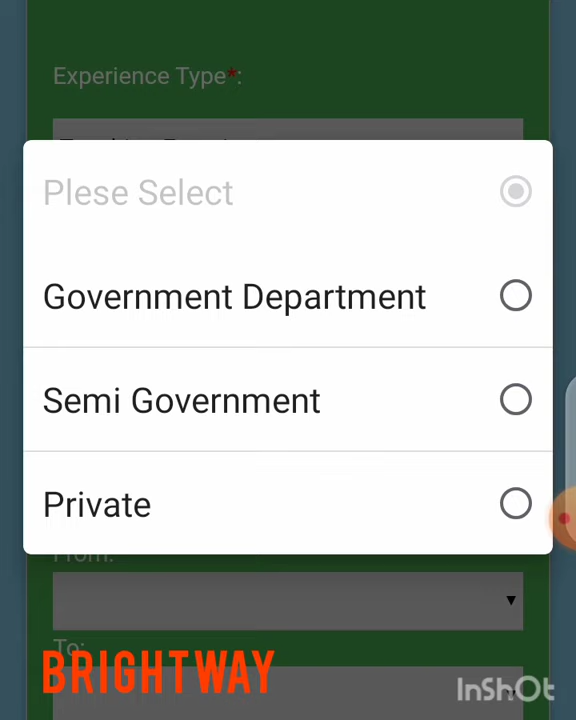 Experience Type*:
Plese Select
Government Department
Semi Government
Private
From:
To:
BRIGHTWAY
InShOt